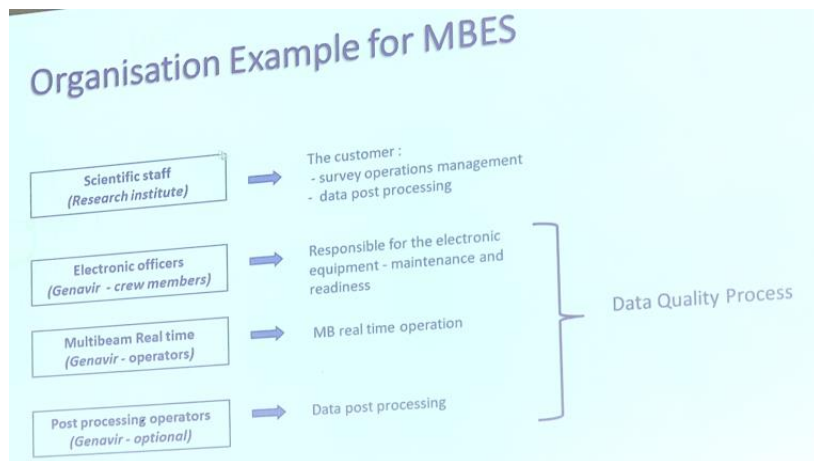 Organisation Example for MBES
Scientific staff
(Research institute)
The customer :
- survey operations management
- data post processing
Electronic officers
(Genavir - crew members)
Responsible for the electronic
equipment - maintenance and
readiness
Multibeam Real time
(Genavir - operators)
MB real time operation
Post processing operators
(Genavir - optional)
Data post processing
Data Quality Process